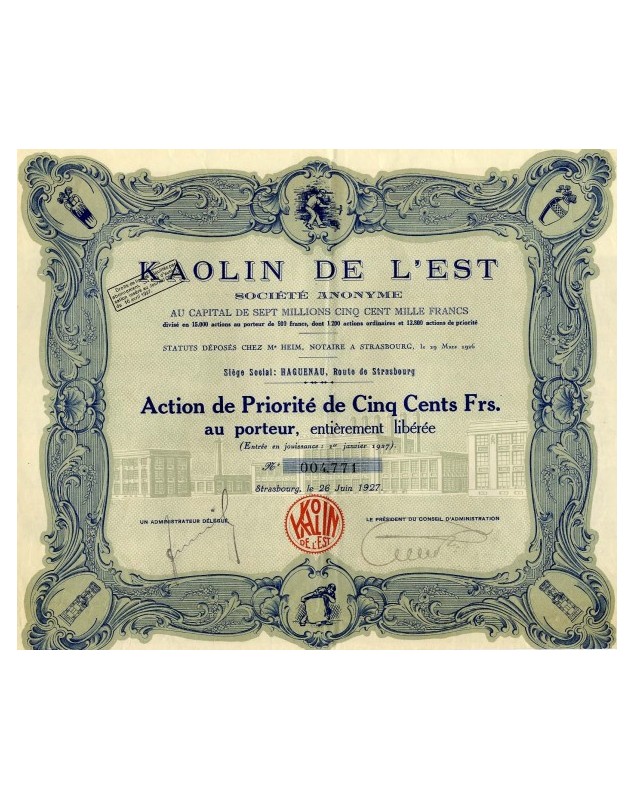 KAOLIN DE L'EST
SOCIÉTÉ ANONYME
AU CAPITAL DE SEPT MILLIONS CINQ CENT MILLE FRANCS
divisé en 15.000 actions au porteur de 500 francs, dont 1200 actions ordinaires et 13.800 actions de priorité
STATUTS DÉPOSÉS CHEZ Mᵉ HEIM, NOTAIRE A STRASBOURG, le 29 Mars 1926
Siège Social: HAGUENAU, Route de Strasbourg
Action de Priorité de Cinq Cents Frs.
au porteur, entièrement libérée
(Entrée en jouissance: 1ᵉʳ janvier 1927).
Nº 004,771
Strasbourg, le 26 Juin 1927.
UN ADMINISTRATEUR DÉLÉGUÉ
LE PRÉSIDENT DU CONSEIL D'ADMINISTRATION
KAOLIN
DE L'EST